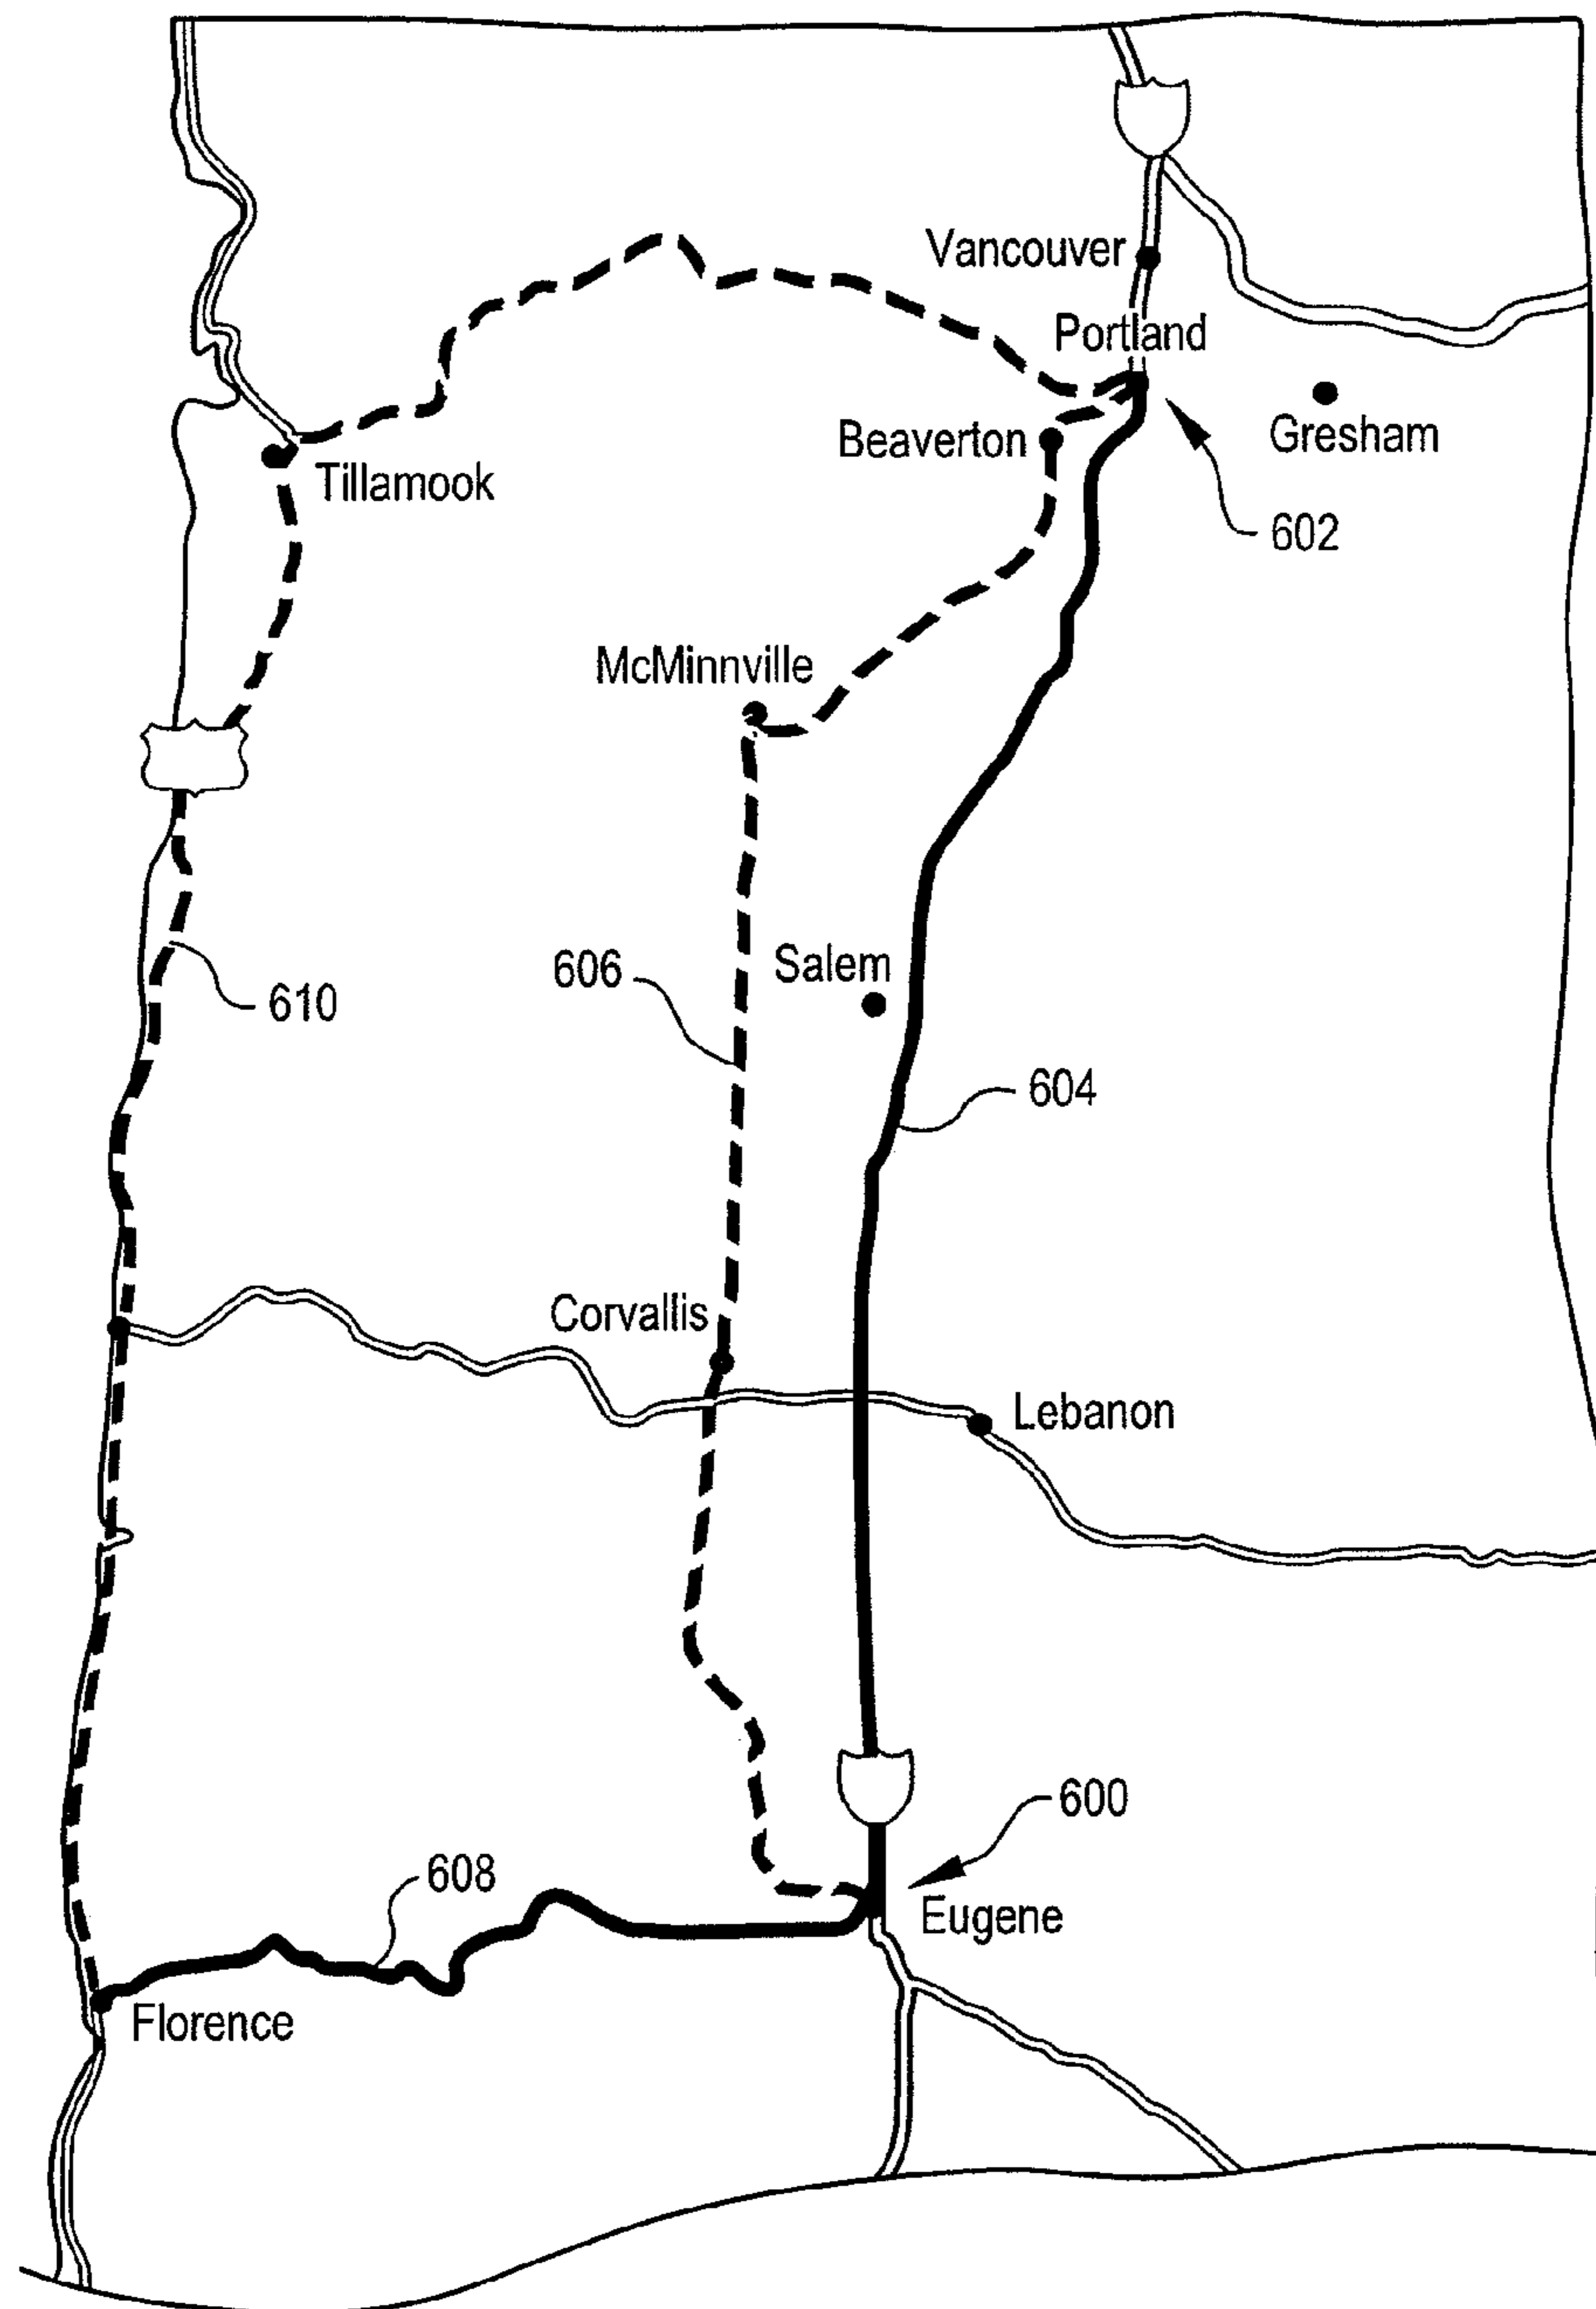 Vancouver
Portland
Gresham
Beaverton
Tillamook
602
McMinnville
606
Salem
610
604
Corvallis
Lebanon
600
608
Eugene
Florence